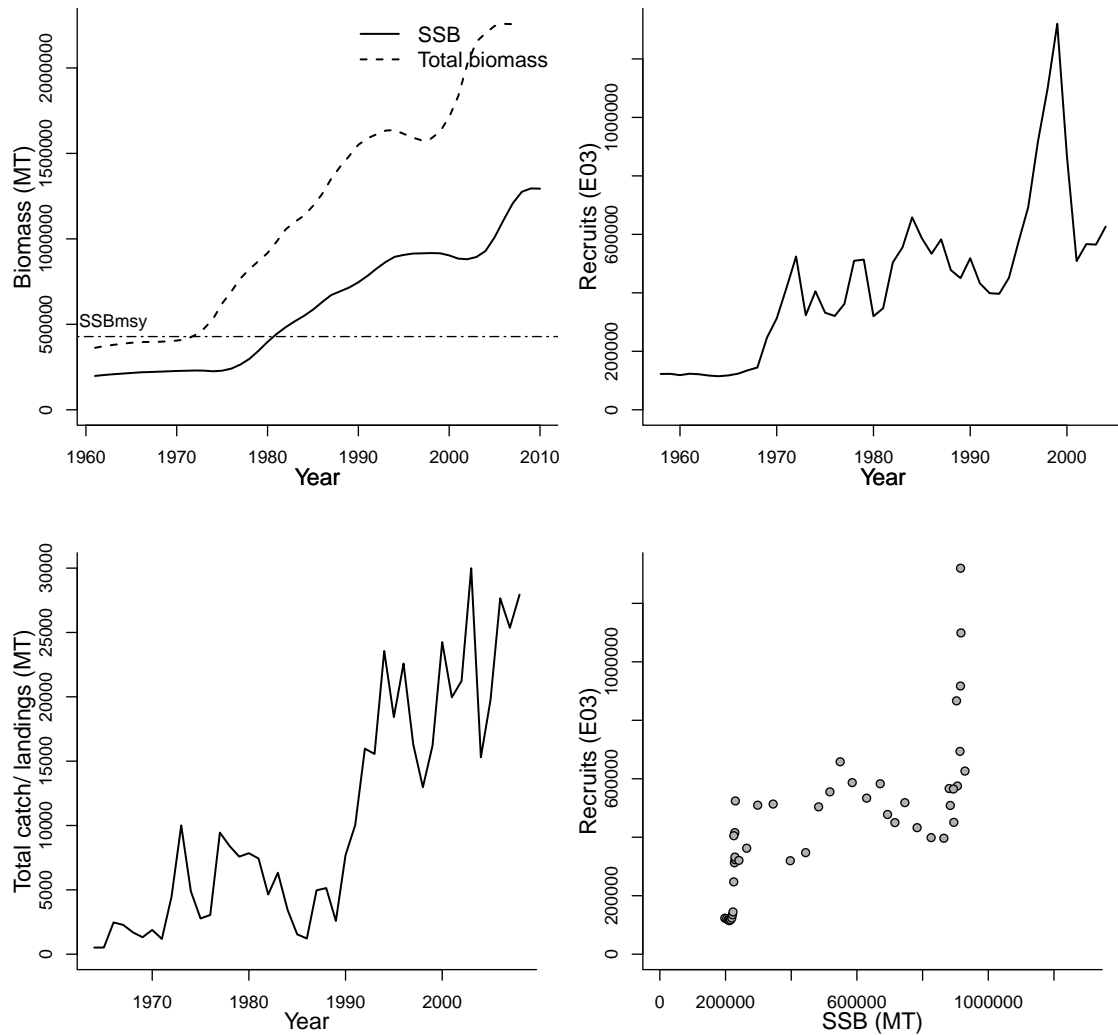 SSB
Total biomass
SSBmsy
Biomass (MT)
0
500000
1000000
1500000
2000000
1960 1970 1980 1990 2000 2010
Year
Recruits (E03)
0
200000
600000
1000000
1960 1970 1980 1990 2000
Year
Total catch/ landings (MT)
0
5000
10000
15000
20000
25000
30000
1970 1980 1990 2000
Year
Recruits (E03)
0
200000
600000
1000000
0 200000 600000 1000000
SSB (MT)